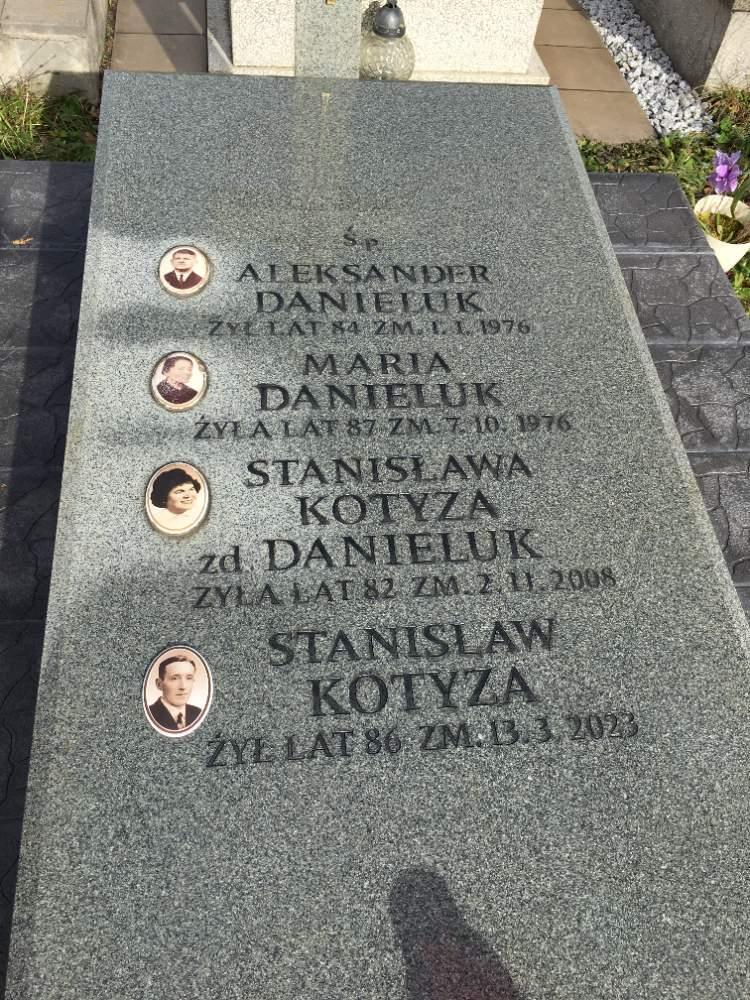 Śp.
ALEKSANDER
DANIELUK
ŻYŁ LAT 84 ZM. 1. 1. 1976
MARIA
DANIELUK
ŻYŁA LAT 87 ZM. 7. 10. 1976
STANISŁAWA
KOTYZA
zd. DANIELUK
ŻYŁA LAT 82 ZM. 2. 11. 2008
STANISŁAW
KOTYZA
ŻYŁ LAT 86 ZM. 13. 3. 2023